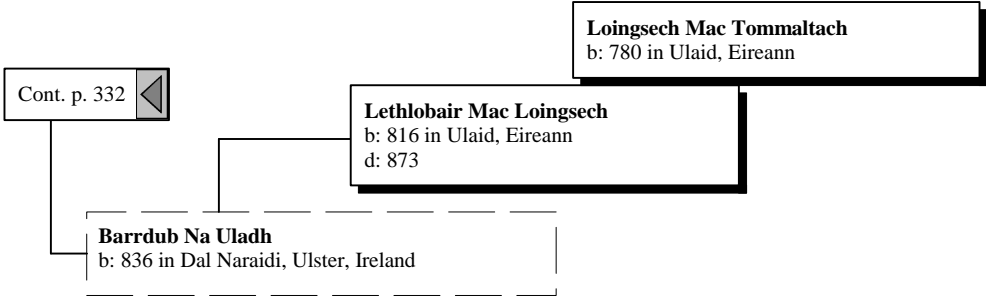 Loingsech Mac Tommaltach
b: 780 in Ulaid, Eireann
Cont. p. 332
Lethlobair Mac Loingsech
b: 816 in Ulaid, Eireann
d: 873
Barrdub Na Uladh
b: 836 in Dal Naraidi, Ulster, Ireland